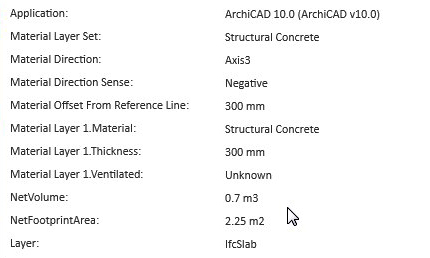 Application: ArchiCAD 10.0 (ArchiCAD v10.0)
Material Layer Set: Structural Concrete
Material Direction: Axis3
Material Direction Sense: Negative
Material Offset From Reference Line: 300 mm
Material Layer 1.Material: Structural Concrete
Material Layer 1.Thickness: 300 mm
Material Layer 1.Ventilated: Unknown
NetVolume: 0.7 m3
NetFootprintArea: 2.25 m2
Layer: IfcSlab